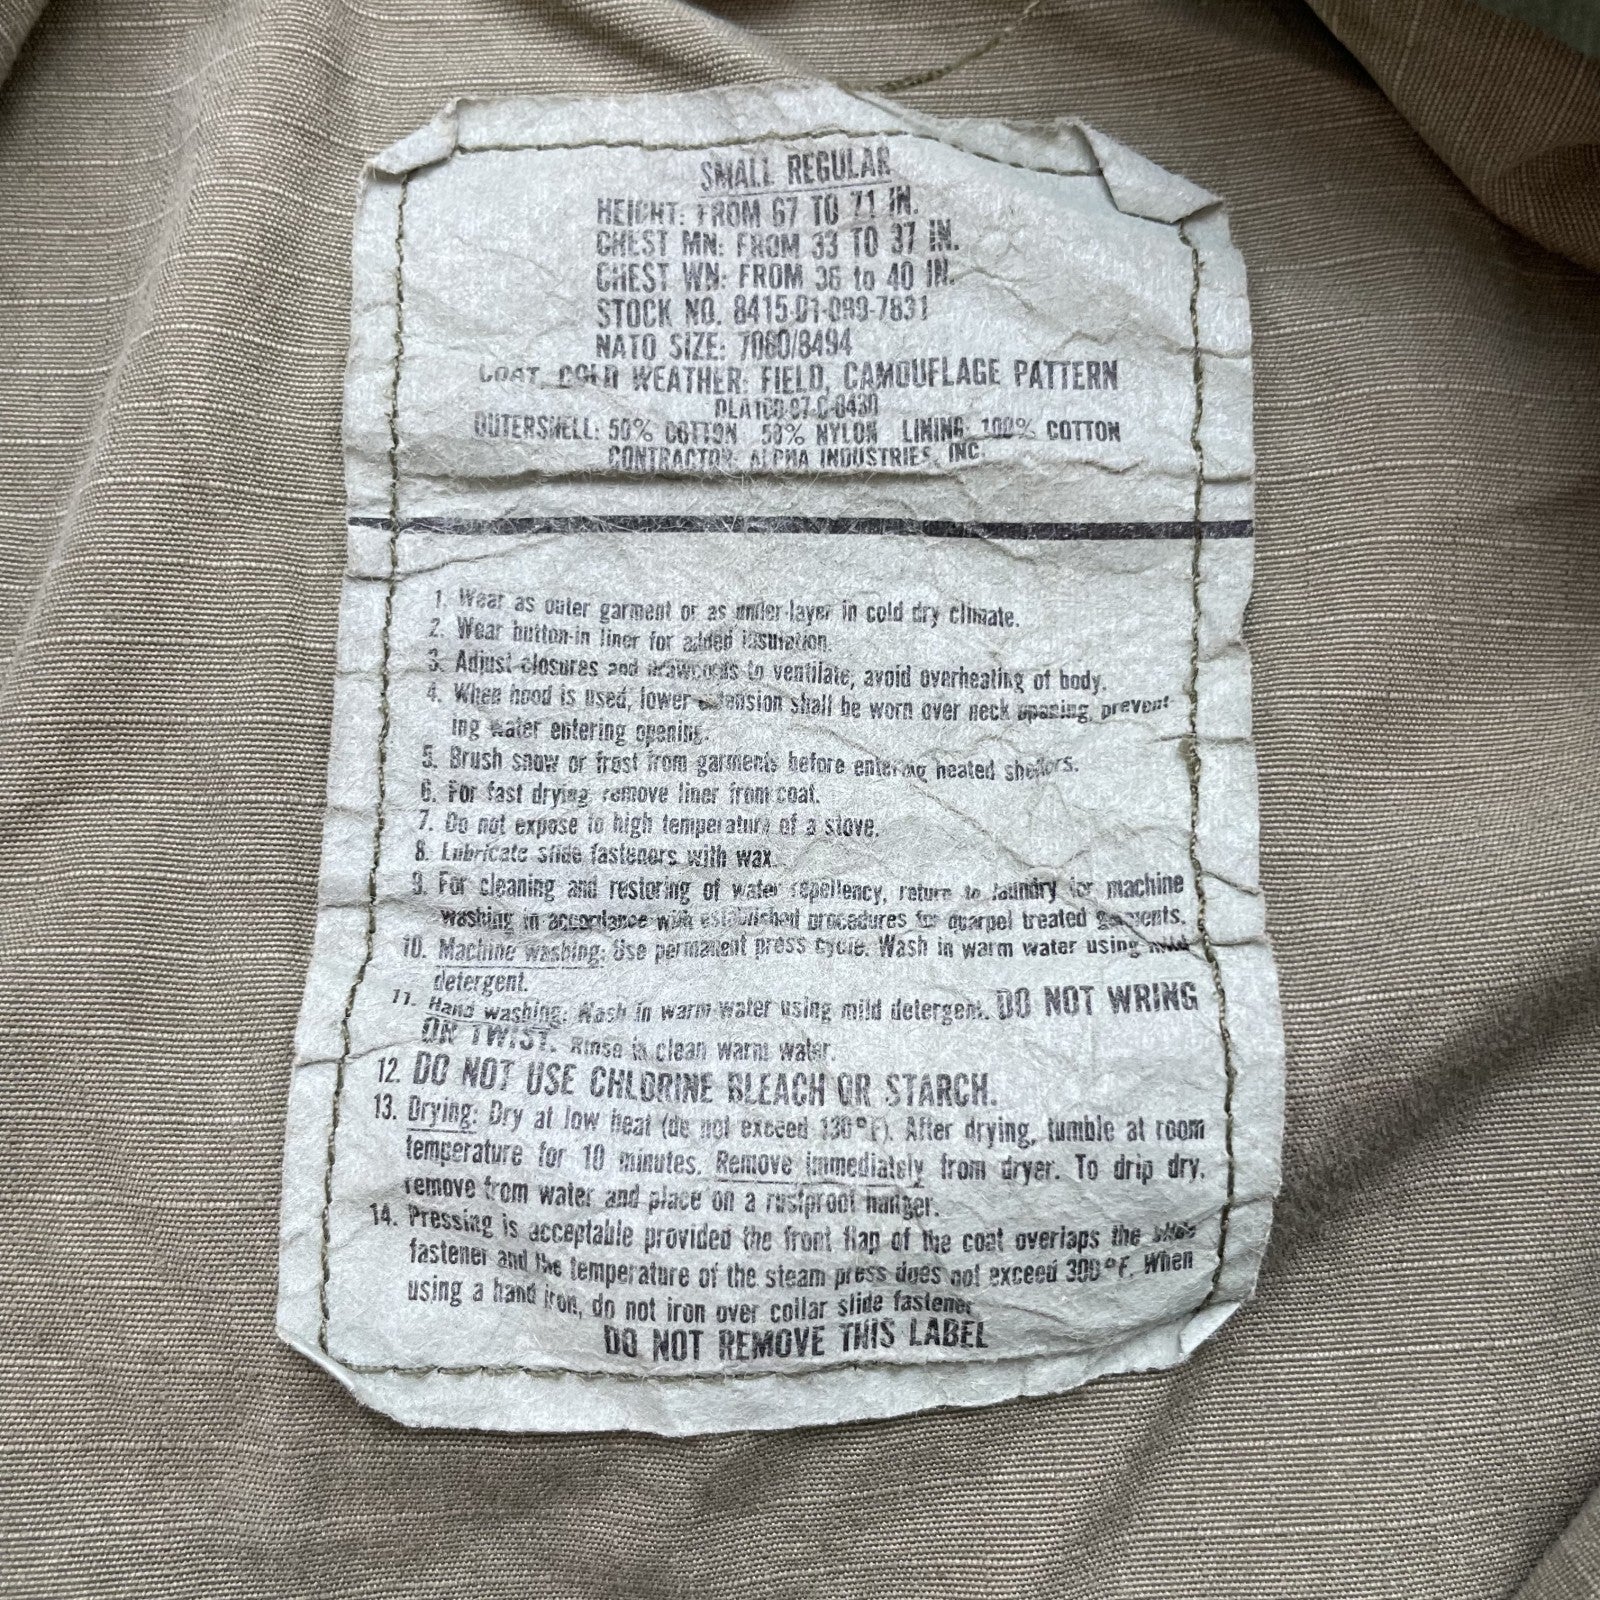 SMALL REGULAR
HEIGHT: FROM 67 TO 71 IN.
CHEST MN: FROM 33 TO 37 IN.
CHEST WN: FROM 36 to 40 IN.
STOCK NO. 8415-01-099-7831
NATO SIZE: 7080/8494
COAT, COLD WEATHER: FIELD, CAMOUFLAGE PATTERN
DLA100-87-C-0430
OUTERSHELL: 50% COTTON 50% NYLON LINING: 100% COTTON
CONTRACTOR: ALPHA INDUSTRIES, INC.
1. Wear as outer garment or as under-layer in cold dry climate.
2. Wear button-in liner for added insulation.
3. Adjust closures and drawcords to ventilate, avoid overheating of body.
4. When hood is used, lower extension shall be worn over neck opening, prevent-
ing water entering opening.
5. Brush snow or frost from garments before entering heated shelters.
6. For fast drying, remove liner from coat.
7. Do not expose to high temperature of a stove.
8. Lubricate slide fasteners with wax.
9. For cleaning and restoring of water repellency, return to laundry for machine
washing in accordance with established procedures for quarpel treated garments.
10. Machine washing: Use permanent press cycle. Wash in warm water using mild
detergent.
11. Hand washing: Wash in warm water using mild detergent. DO NOT WRING
OR TWIST. Rinse in clean warm water.
12. DO NOT USE CHLORINE BLEACH OR STARCH.
13. Drying: Dry at low heat (do not exceed 130°F). After drying, tumble at room
temperature for 10 minutes. Remove immediately from dryer. To drip dry,
remove from water and place on a rustproof hanger.
14. Pressing is acceptable provided the front flap of the coat overlaps the slide
fastener and the temperature of the steam press does not exceed 300°F. When
using a hand iron, do not iron over collar slide fastener
DO NOT REMOVE THIS LABEL